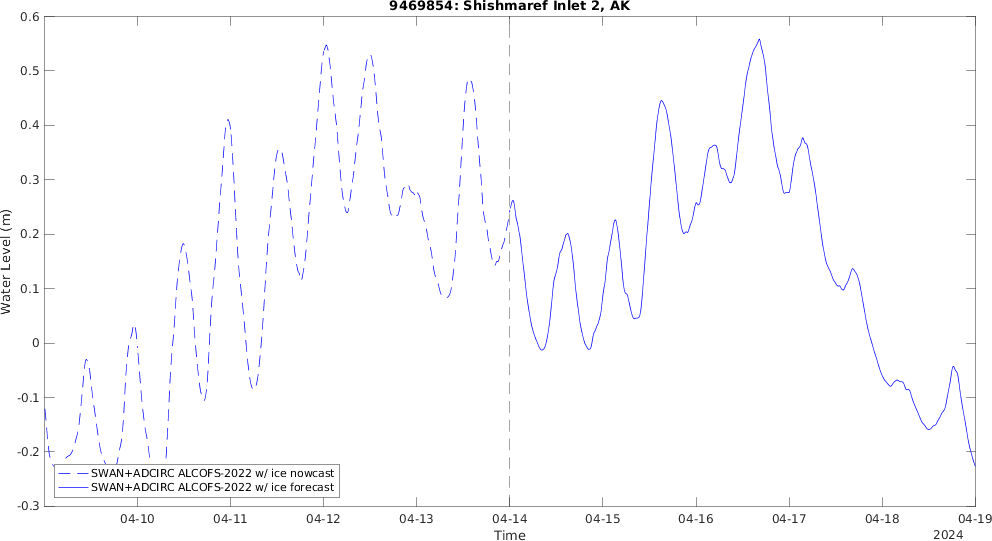 9469854: Shishmaref Inlet 2, AK
Water Level (m)
0.6
0.5
0.4
0.3
0.2
0.1
0
-0.1
-0.2
-0.3
SWAN+ADCIRC ALCOFS-2022 w/ ice nowcast
SWAN+ADCIRC ALCOFS-2022 w/ ice forecast
04-10 04-11 04-12 04-13 04-14 04-15 04-16 04-17 04-18 04-19
Time
2024